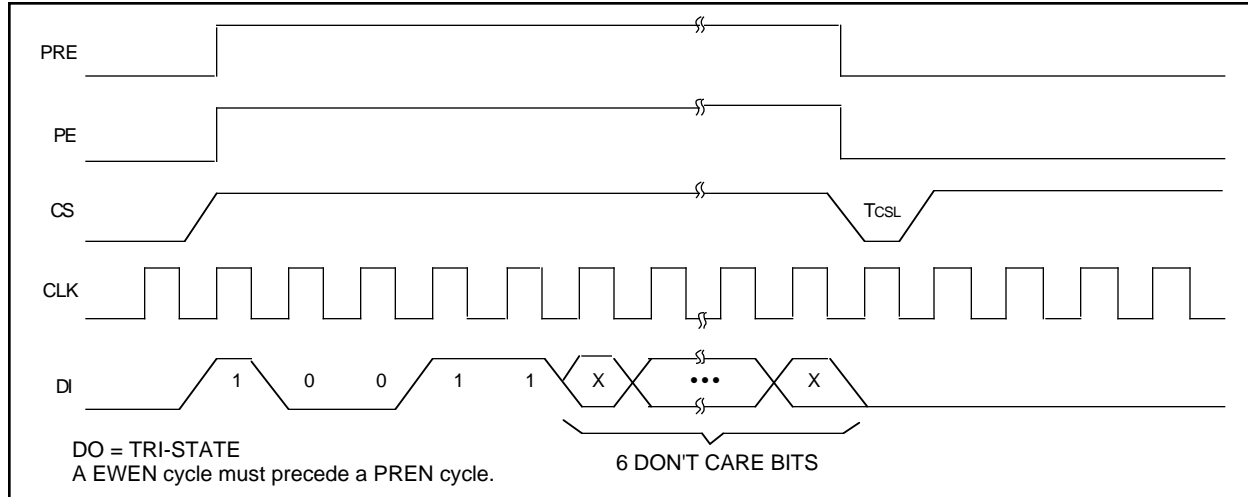 PRE
PE
CS
TCSL
CLK
DI
1 0 0 1 1 X ••• X
6 DON'T CARE BITS
DO = TRI-STATE
A EWEN cycle must precede a PREN cycle.